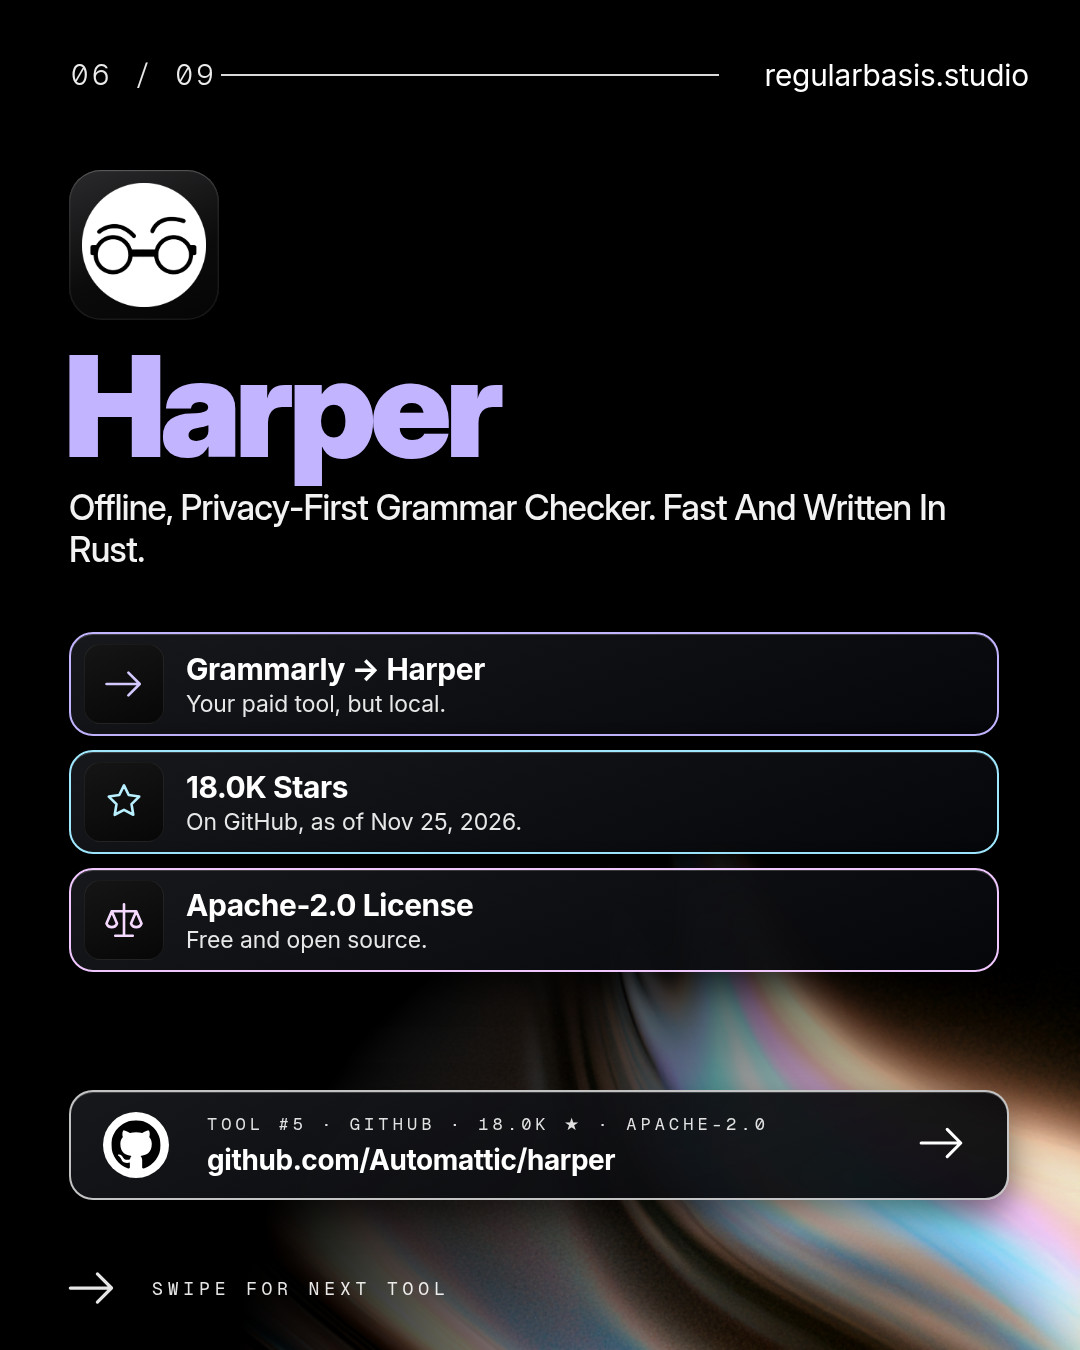 06 / 09
regularbasis.studio
Harper
Offline, Privacy-First Grammar Checker. Fast And Written In
Rust.
Grammarly → Harper
Your paid tool, but local.
18.0K Stars
On GitHub, as of Nov 25, 2026.
Apache-2.0 License
Free and open source.
TOOL #5 · GITHUB · 18.0K ★ · APACHE-2.0
github.com/Automattic/harper
SWIPE FOR NEXT TOOL